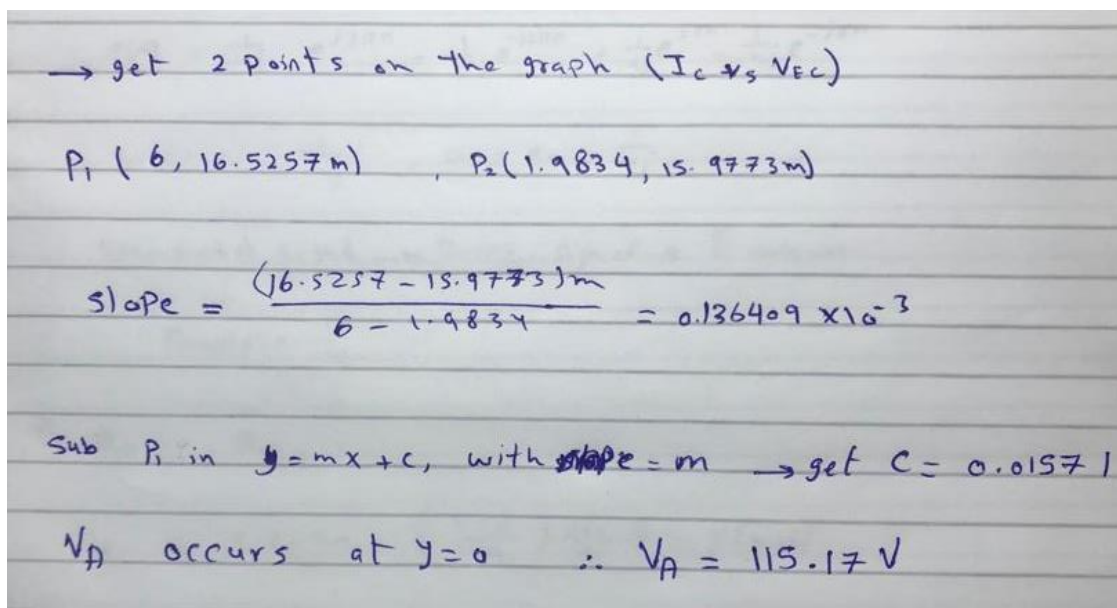 → get 2 points on the graph (Ic vs VEC)
P₁ ( 6, 16.5257m) , P₂(1.9834, 15.9773m)
slope = (16.5257 - 15.9773)m / 6 - 1.9834 = 0.136409 ×10⁻³
Sub P₁ in y = mx + c, with slope = m → get C = 0.01571
VA occurs at y=0 ∴ VA = 115.17 V